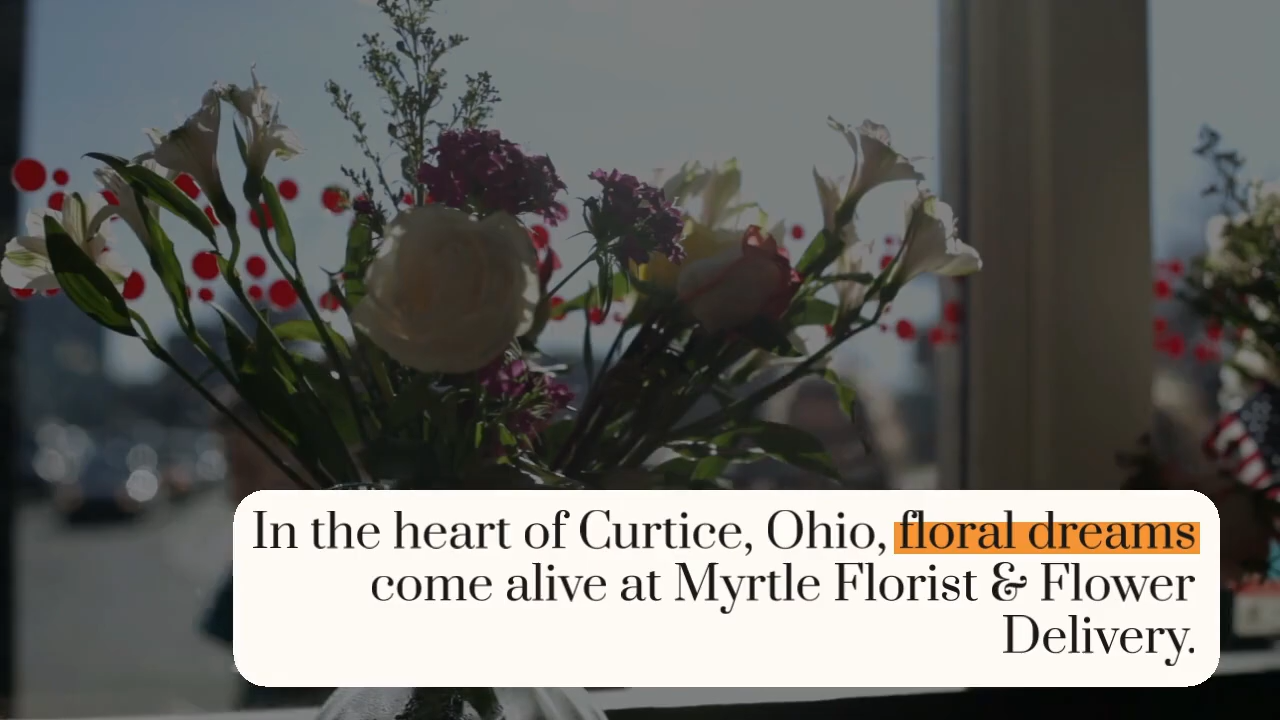 In the heart of Curtice, Ohio, floral dreams
come alive at Myrtle Florist & Flower
Delivery.